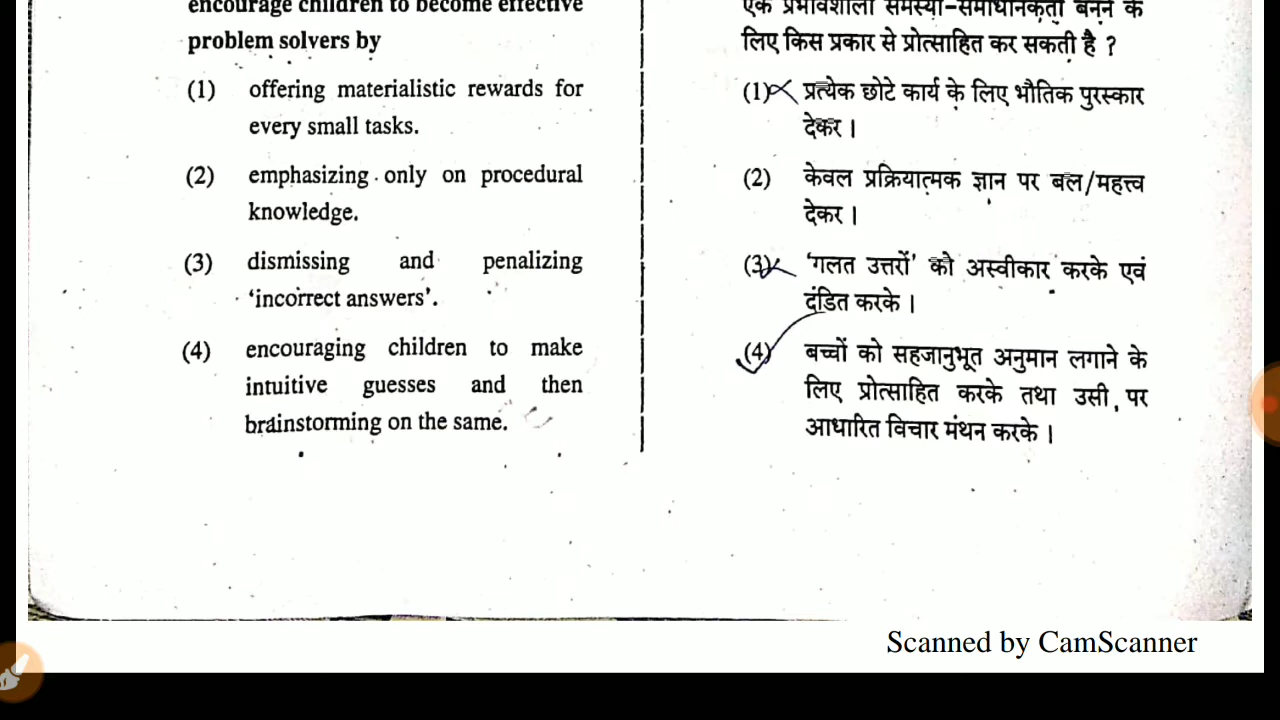 encourage children to become effective
problem solvers by
(1) offering materialistic rewards for
every small tasks.
(2) emphasizing only on procedural
knowledge.
(3) dismissing and penalizing
‘incorrect answers’.
(4) encouraging children to make
intuitive guesses and then
brainstorming on the same.
एक प्रभावशाली समस्या-समाधानकर्ता बनने के
लिए किस प्रकार से प्रोत्साहित कर सकती है ?
(1) प्रत्येक छोटे कार्य के लिए भौतिक पुरस्कार
देकर ।
(2) केवल प्रक्रियात्मक ज्ञान पर बल/महत्त्व
देकर ।
(3) ‘गलत उत्तरों’ को अस्वीकार करके एवं
दंडित करके ।
(4) बच्चों को सहजानुभूत अनुमान लगाने के
लिए प्रोत्साहित करके तथा उसी पर
आधारित विचार मंथन करके ।
Scanned by CamScanner